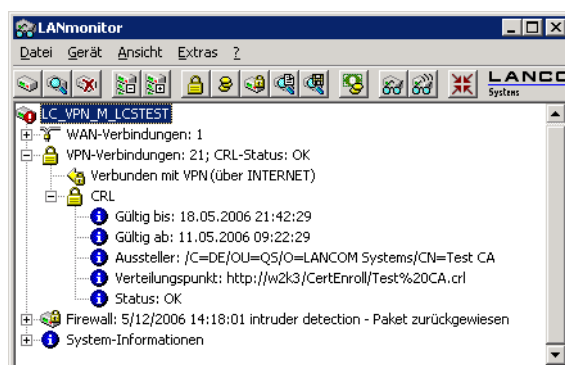 LANmonitor
Datei Gerät Ansicht Extras ?
LANCO
Systems
LC_VPN_M_LCSTEST
WAN-Verbindungen: 1
VPN-Verbindungen: 21; CRL-Status: OK
Verbunden mit VPN (über INTERNET)
CRL
Gültig bis: 18.05.2006 21:42:29
Gültig ab: 11.05.2006 09:22:29
Aussteller: /C=DE/OU=QS/O=LANCOM Systems/CN=Test CA
Verteilungspunkt: http://w2k3/CertEnroll/Test%20CA.crl
Status: OK
Firewall: 5/12/2006 14:18:01 intruder detection - Paket zurückgewiesen
System-Informationen